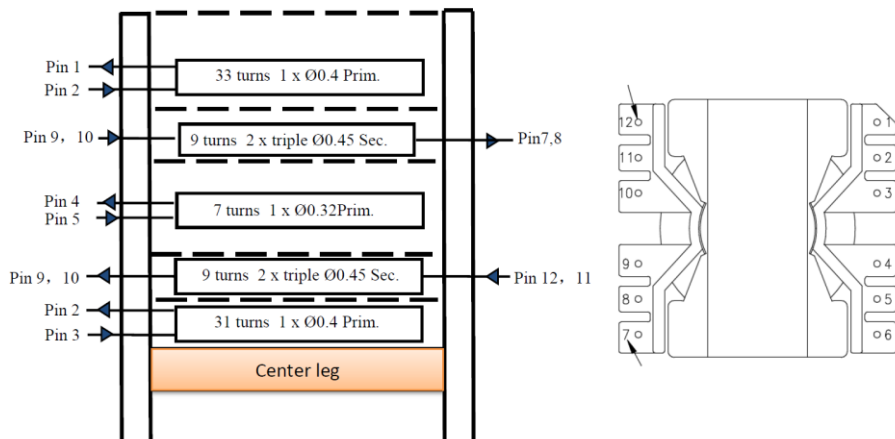 Pin 1
33 turns 1 x Ø0.4 Prim.
Pin 2
Pin 9，10
9 turns 2 x triple Ø0.45 Sec.
Pin7,8
Pin 4
7 turns 1 x Ø0.32Prim.
Pin 5
Pin 9，10
9 turns 2 x triple Ø0.45 Sec.
Pin 12，11
Pin 2
31 turns 1 x Ø0.4 Prim.
Pin 3
Center leg
12
1
11
2
10
3
9
4
8
5
7
6